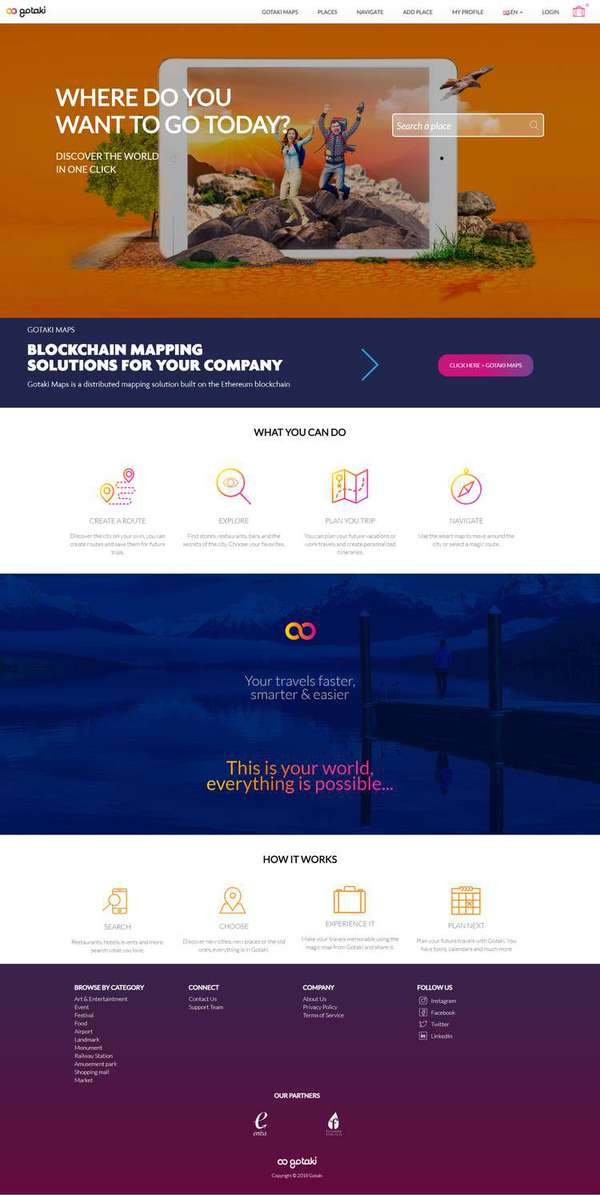 gotaki
GOTAKI MAPS
PLACES
NAVIGATE
ADD PLACE
MY PROFILE
EN
LOGIN
WHERE DO YOU
WANT TO GO TODAY?
Search a place
DISCOVER THE WORLD
IN ONE CLICK
GOTAKI MAPS
BLOCKCHAIN MAPPING
SOLUTIONS FOR YOUR COMPANY
Gotaki Maps is a distributed mapping solution built on the Ethereum blockchain
CLICK HERE > GOTAKI MAPS
WHAT YOU CAN DO
CREATE A ROUTE
Discover the city on your own, you can
create routes and save them for future
trips.
EXPLORE
Find stores, restaurants, bars and the
secrets of the city. Choose your favorites.
PLAN YOU TRIP
You can plan your future vacations or
work travels and create personalized
itineraries.
NAVIGATE
Use the smart map to move around the
city or select a magic route.
Your travels faster,
smarter & easier
This is your world,
everything is possible...
HOW IT WORKS
SEARCH
Restaurants, hotels, events and more,
search what you love.
CHOOSE
Discover new cities, new places or the old
ones, everything is in Gotaki.
EXPERIENCE IT
Make your travels memorable using the
magic map from Gotaki and share it.
PLAN NEXT
Plan your future travels with Gotaki. You
have tools, calendars and much more.
BROWSE BY CATEGORY
Art & Entertaintment
Event
Festival
Food
Airport
Landmark
Monument
Railway Station
Amusement park
Shopping mall
Market
CONNECT
Contact Us
Support Team
COMPANY
About Us
Privacy Policy
Terms of Service
FOLLOW US
Instagram
Facebook
Twitter
LinkedIn
OUR PARTNERS
enisa
gotaki
Copyright © 2018 Gotaki